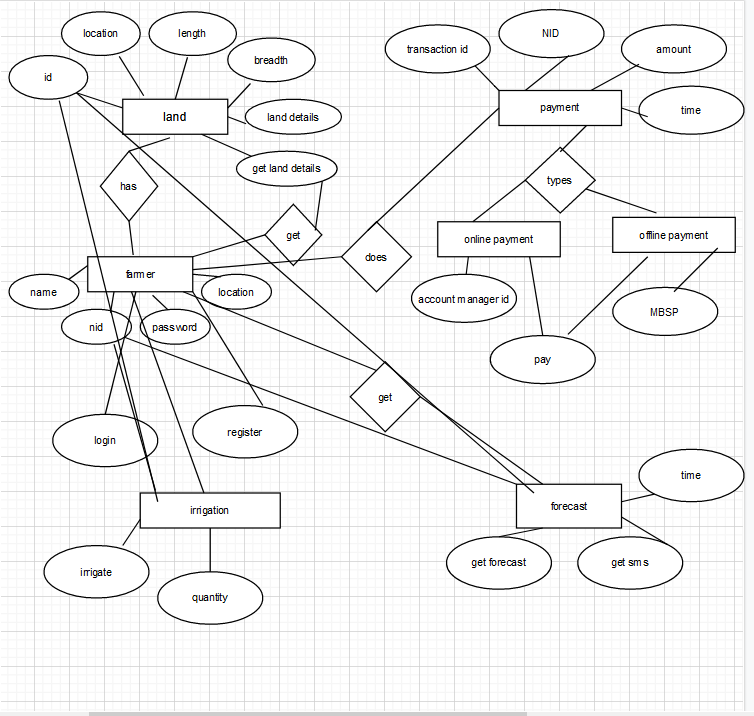 location
length
transaction id
NID
amount
id
breadth
land
land details
payment
time
get land details
has
types
get
does
online payment
offline payment
farmer
name
location
account manager id
MBSP
nid
password
pay
get
login
register
time
irrigation
forecast
irrigate
quantity
get forecast
get sms